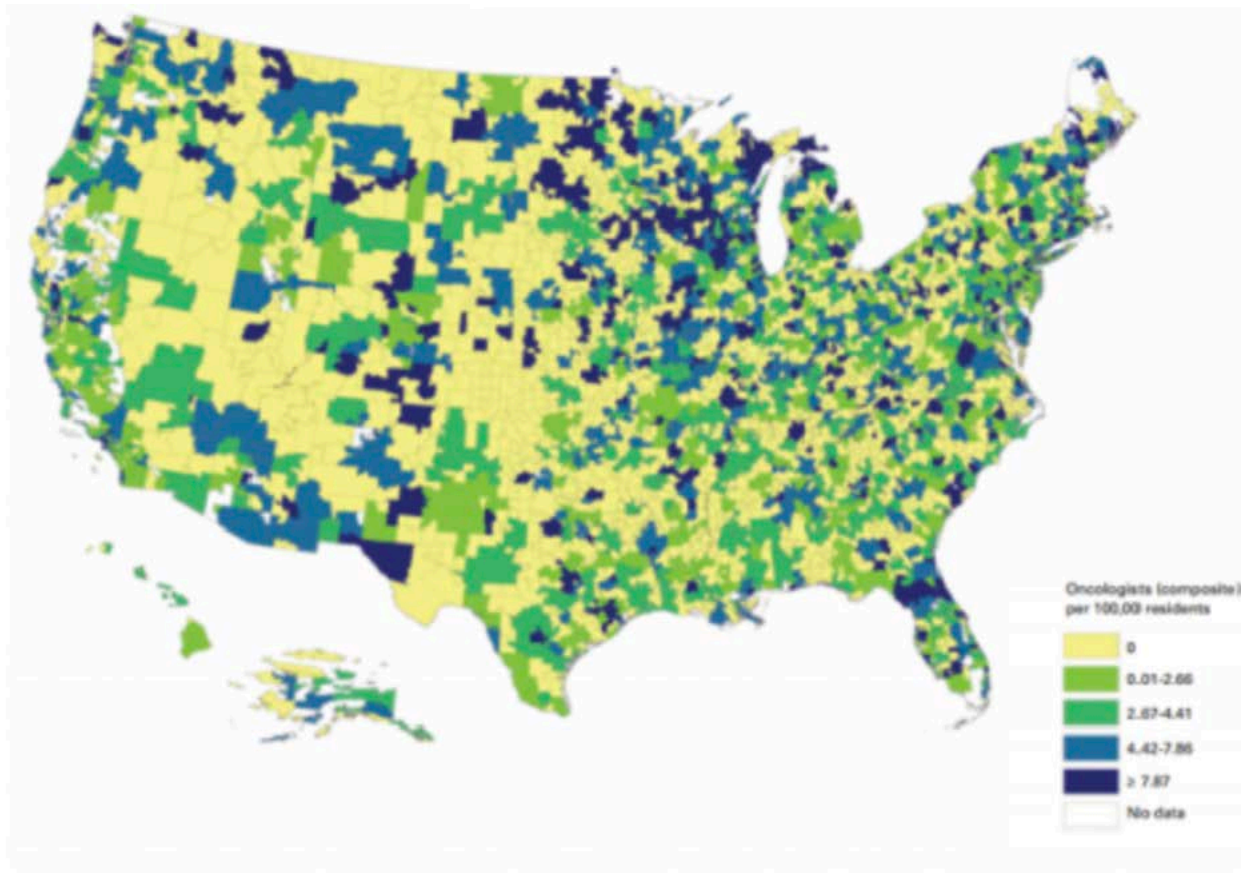 Oncologists (composite)
per 100,00 residents
0
0.01-2.66
2.67-4.41
4.42-7.86
≥ 7.87
No data